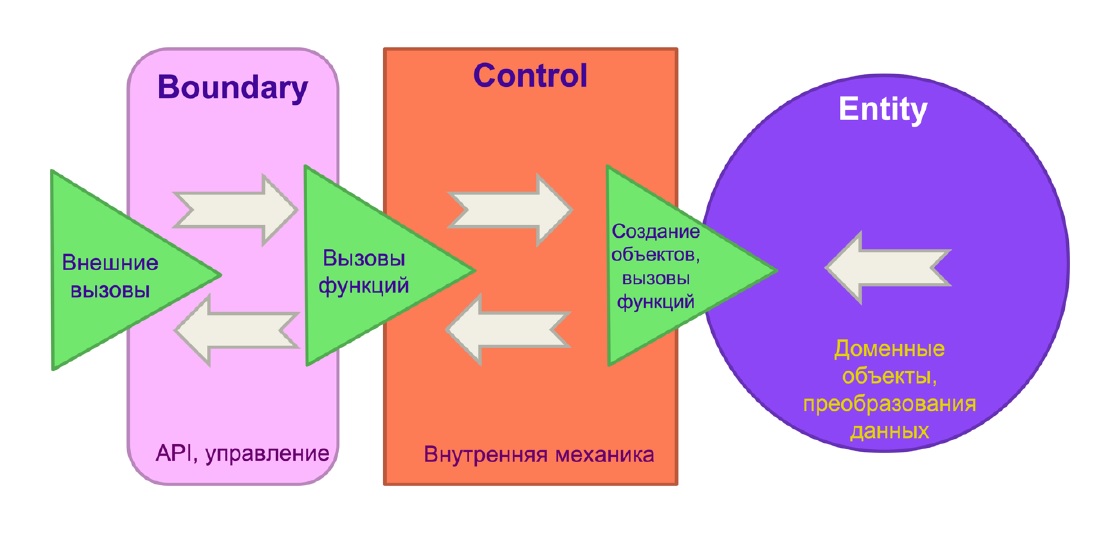 Boundary
Control
Entity
Внешние
вызовы
Вызовы
функций
Создание
объектов,
вызовы
функций
Доменные
объекты,
преобразования
данных
API, управление
Внутренняя механика